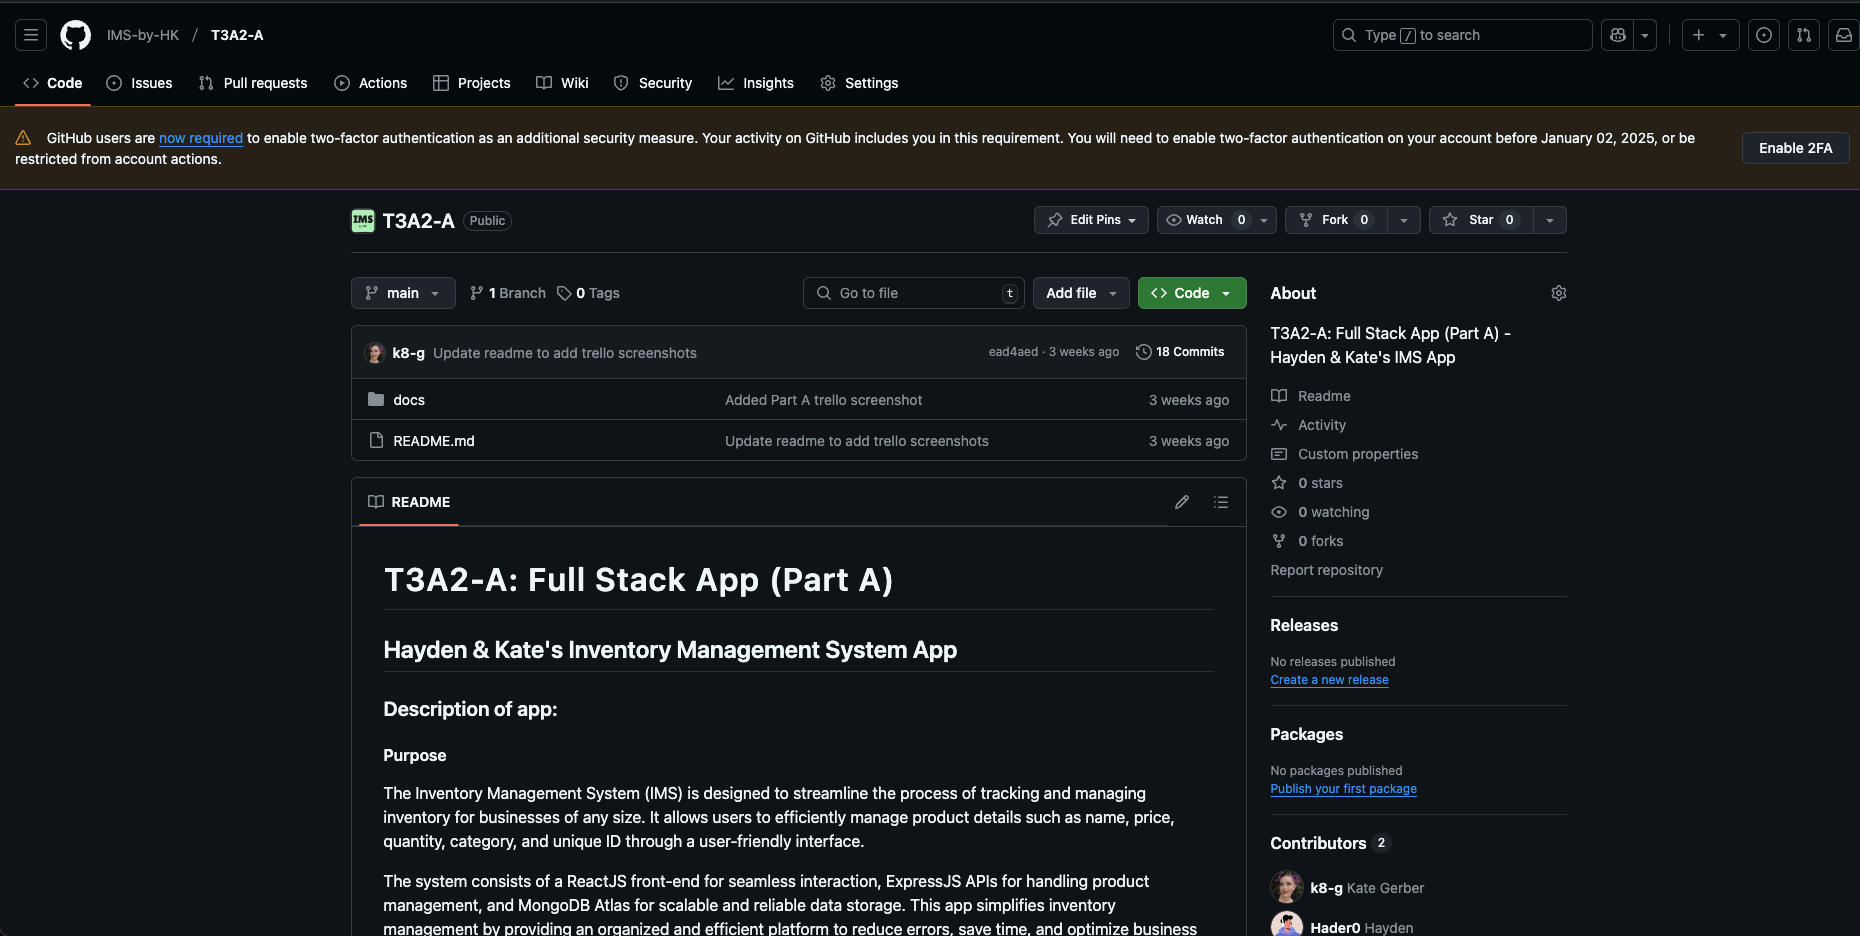 IMS-by-HK / T3A2-A
Type / to search
Code Issues Pull requests Actions Projects Wiki Security Insights Settings
GitHub users are now required to enable two-factor authentication as an additional security measure. Your activity on GitHub includes you in this requirement. You will need to enable two-factor authentication on your account before January 02, 2025, or be
restricted from account actions.
Enable 2FA
IMS
T3A2-A Public
Edit Pins Watch 0 Fork 0 Star 0
main 1 Branch 0 Tags
Go to file t
Add file
Code
k8-g Update readme to add trello screenshots ead4aed · 3 weeks ago 18 Commits
docs Added Part A trello screenshot 3 weeks ago
README.md Update readme to add trello screenshots 3 weeks ago
README
T3A2-A: Full Stack App (Part A)
Hayden & Kate's Inventory Management System App
Description of app:
Purpose
The Inventory Management System (IMS) is designed to streamline the process of tracking and managing
inventory for businesses of any size. It allows users to efficiently manage product details such as name, price,
quantity, category, and unique ID through a user-friendly interface.
The system consists of a ReactJS front-end for seamless interaction, ExpressJS APIs for handling product
management, and MongoDB Atlas for scalable and reliable data storage. This app simplifies inventory
management by providing an organized and efficient platform to reduce errors, save time, and optimize business
About
T3A2-A: Full Stack App (Part A) -
Hayden & Kate's IMS App
Readme
Activity
Custom properties
0 stars
0 watching
0 forks
Report repository
Releases
No releases published
Create a new release
Packages
No packages published
Publish your first package
Contributors 2
k8-g Kate Gerber
Hader0 Hayden